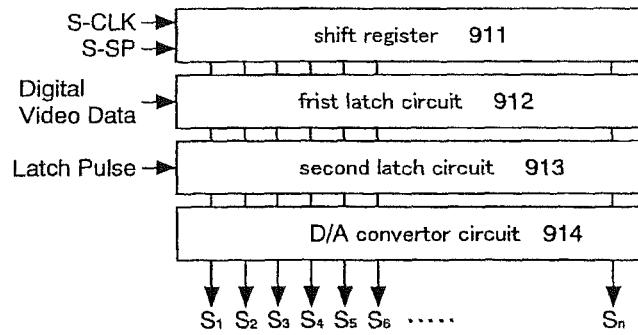 S-CLK
S-SP
shift register 911
Digital
Video Data
frist latch circuit 912
Latch Pulse
second latch circuit 913
D/A convertor circuit 914
S1 S2 S3 S4 S5 S6 ..... Sn